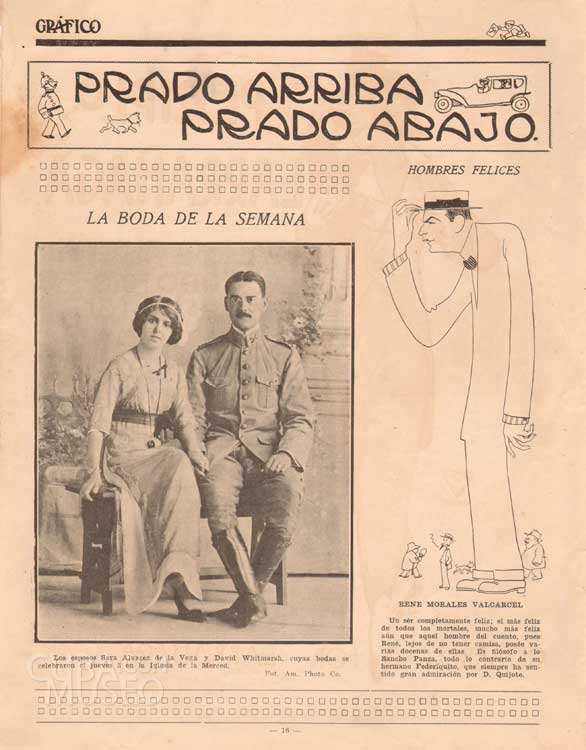 GRÁFICO
PRADO ARRIBA
PRADO ABAJO.
HOMBRES FELICES
LA BODA DE LA SEMANA
RENE MORALES VALCARCEL
Un sér completamente feliz; el más feliz
de todos los mortales, mucho más feliz
aún que aquel hombre del cuento, pues
René, lejos de no tener camisa, posée va-
rias docenas de ellas. Es filósofo a lo
Sancho Panza, todo lo contrario de su
hermano Federiquito, que siempre ha sen-
tido gran admiración por D. Quijote.
Los esposos Sara Alvarez de la Vega y David Whitmarsh, cuyas bodas se
celebraron el jueves 3 en la Iglesia de la Merced.
Fot. Am. Photo Co.
— 16 —